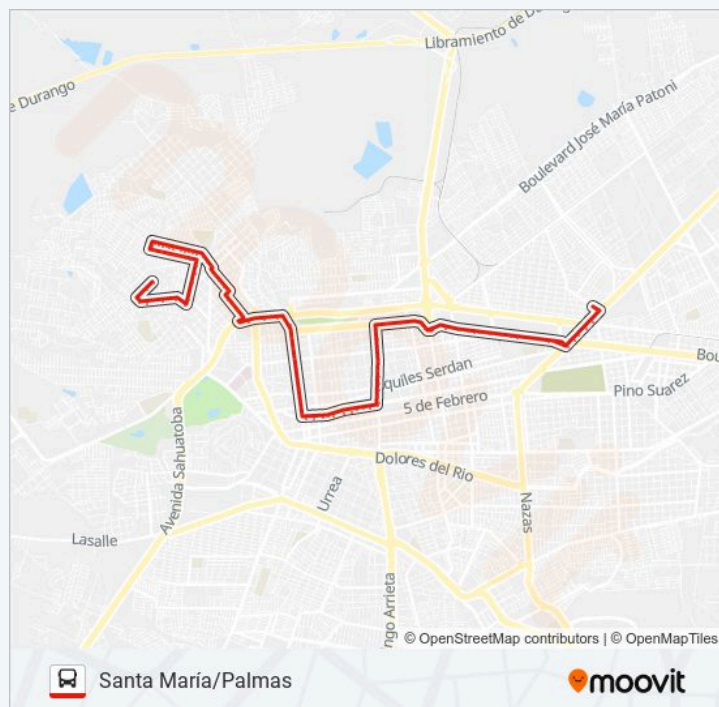 Libramiento de Du
e Durango
Boulevard José María Patoni
quiles Serdan
Bou
5 de Febrero
Pino Suarez
Avenida Sahuatoba
Dolores del Rio
Urrea
Nazas
Lasalle
ngo Arrieta
© OpenStreetMap contributors | © OpenMapTiles
Santa María/Palmas
moovit